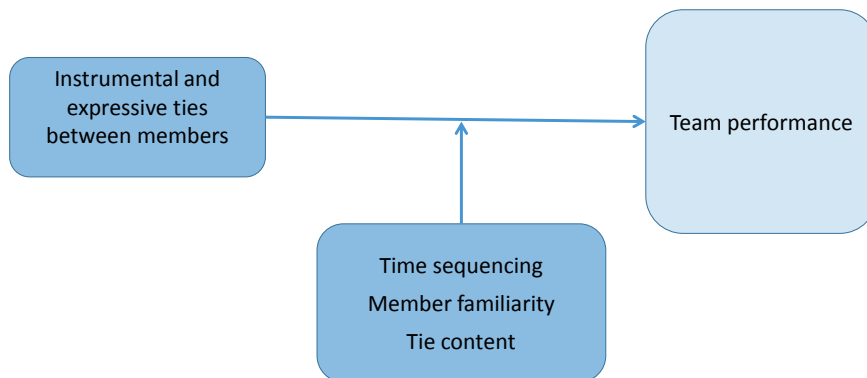 Instrumental and
expressive ties
between members
Team performance
Time sequencing
Member familiarity
Tie content